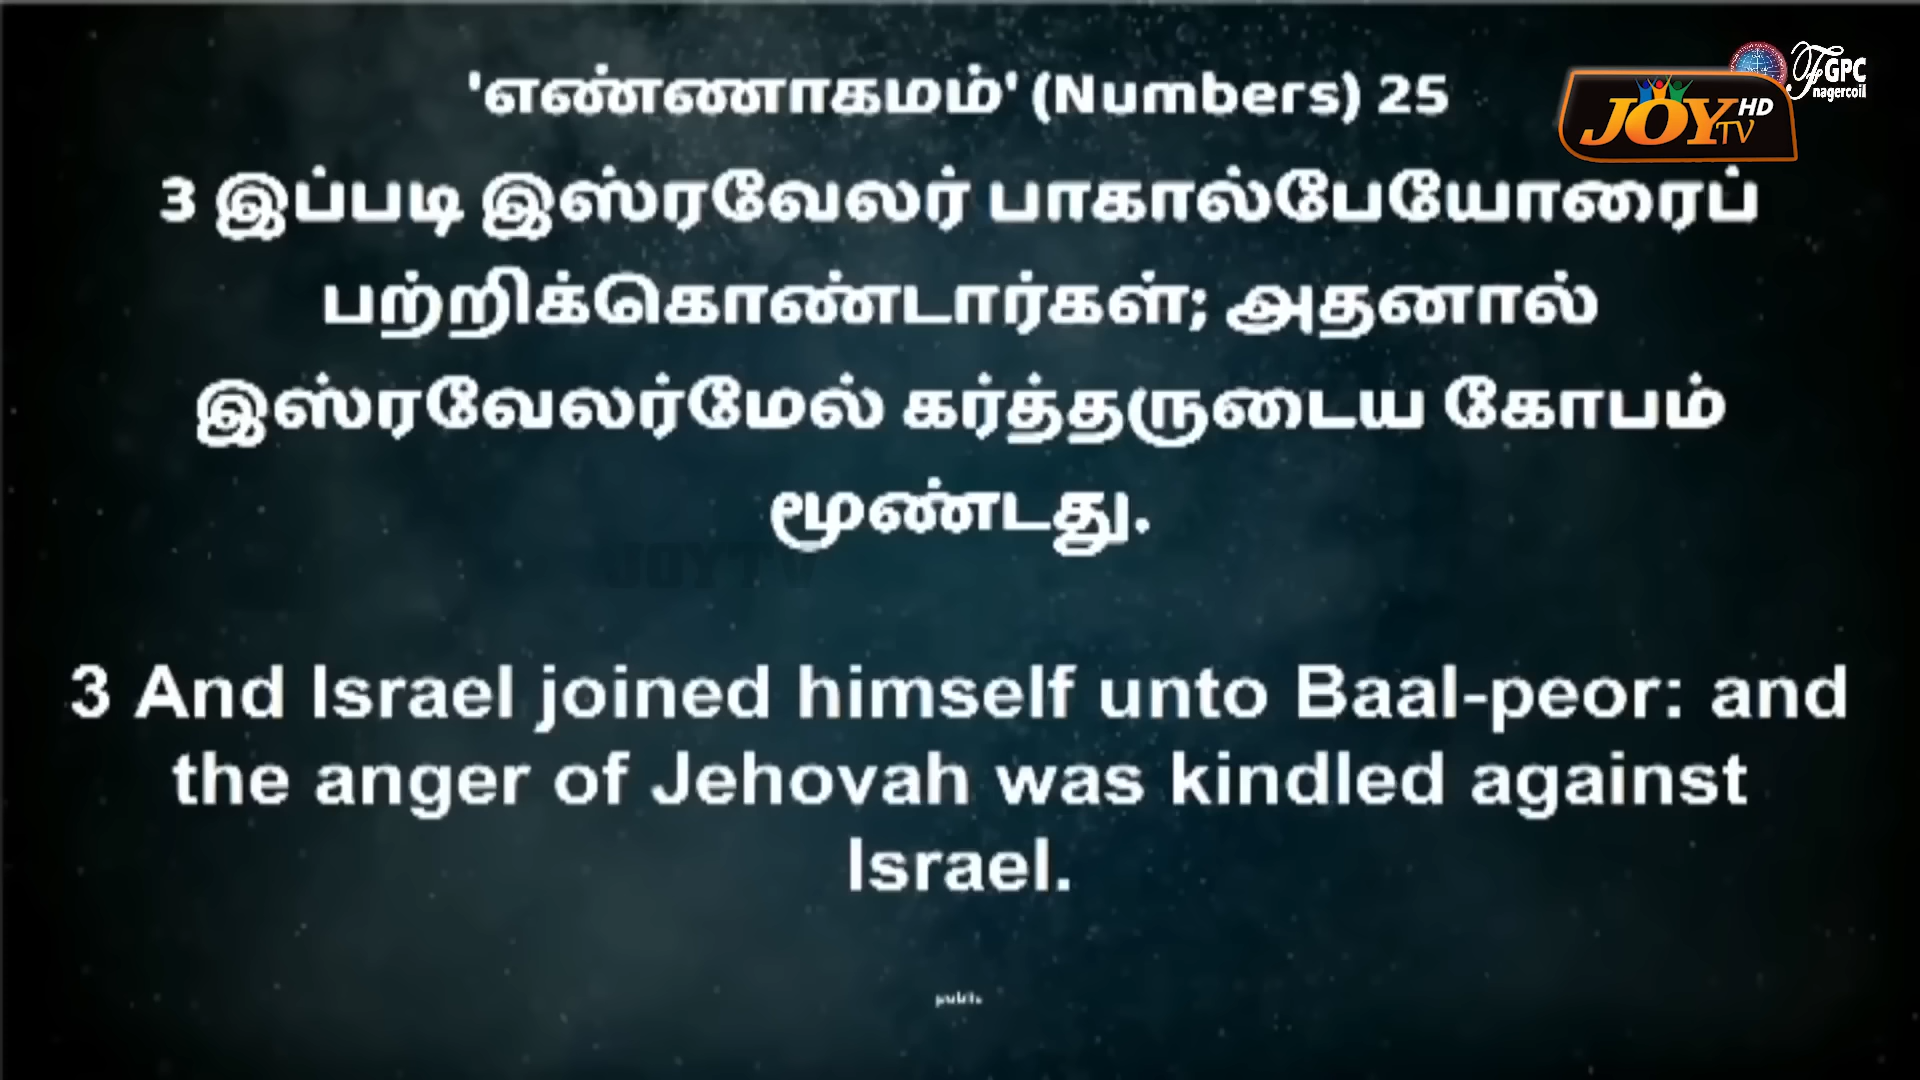 'எண்ணாகமம்' (Numbers) 25
FGPC
nagercoil
JOY TV HD
3 இப்படி இஸ்ரவேலர் பாகால்பேயோரைப்
பற்றிக்கொண்டார்கள்; அதனால்
இஸ்ரவேலர்மேல் கர்த்தருடைய கோபம்
மூண்டது.
JOYTV
3 And Israel joined himself unto Baal-peor: and
the anger of Jehovah was kindled against
Israel.